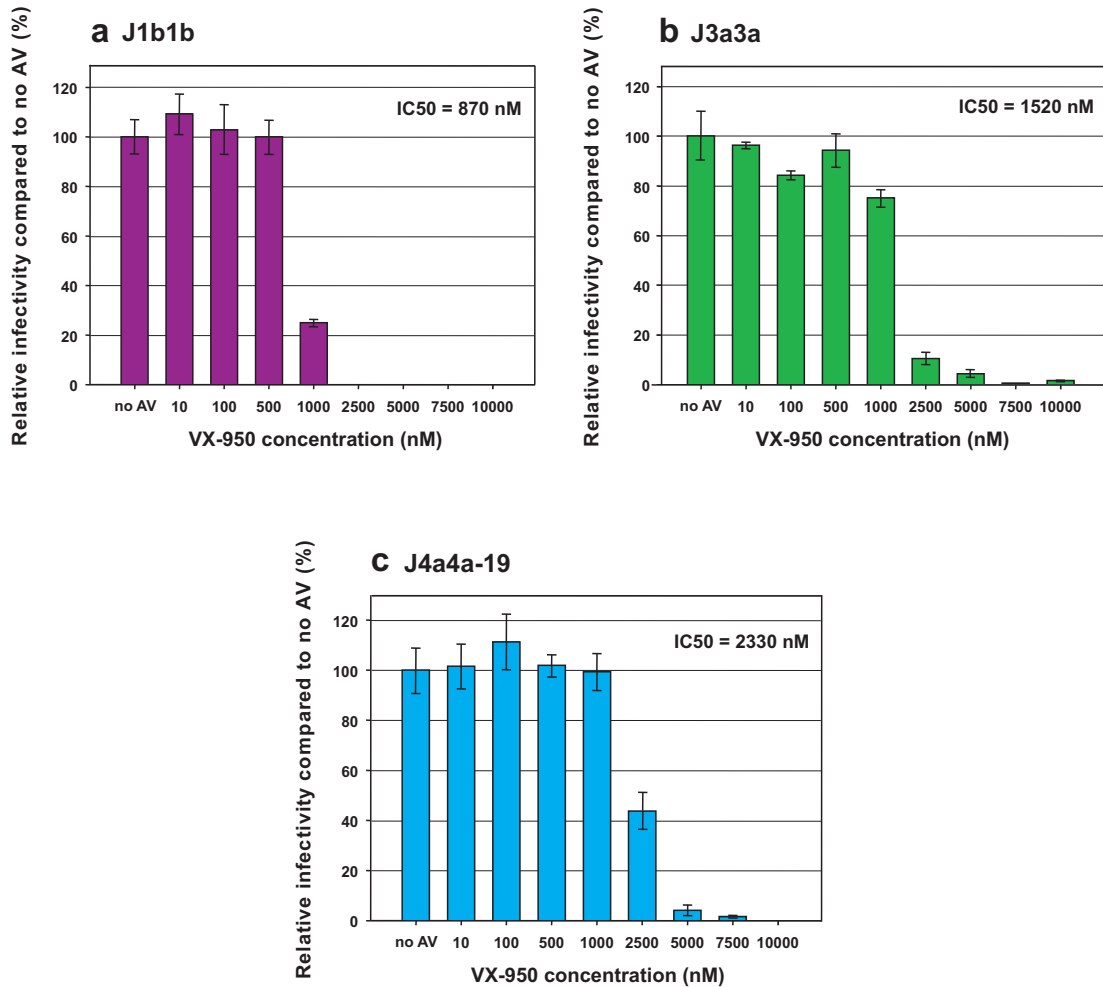 a J1b1b
Relative infectivity compared to no AV (%)
120
100
80
60
40
20
0
IC50 = 870 nM
no AV 10 100 500 1000 2500 5000 7500 10000
VX-950 concentration (nM)
b J3a3a
Relative infectivity compared to no AV (%)
120
100
80
60
40
20
0
IC50 = 1520 nM
no AV 10 100 500 1000 2500 5000 7500 10000
VX-950 concentration (nM)
c J4a4a-19
Relative infectivity compared to no AV (%)
120
100
80
60
40
20
0
IC50 = 2330 nM
no AV 10 100 500 1000 2500 5000 7500 10000
VX-950 concentration (nM)